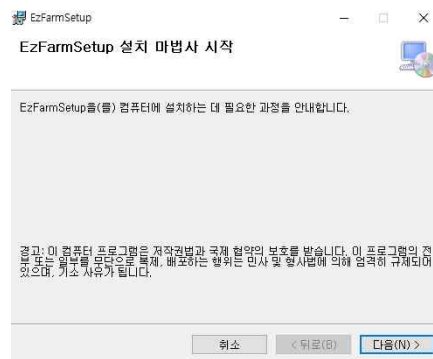 EzFarmSetup
EzFarmSetup 설치 마법사 시작
EzFarmSetup을(를) 컴퓨터에 설치하는 데 필요한 과정을 안내합니다.
경고: 이 컴퓨터 프로그램은 저작권법과 국제 협약의 보호를 받습니다. 이 프로그램의 전
부 또는 일부를 무단으로 복제, 배포하는 행위는 민사 및 형사법에 의해 엄격히 규제되어
있으며, 기소 사유가 됩니다.
취소 < 뒤로(B) 다음(N) >